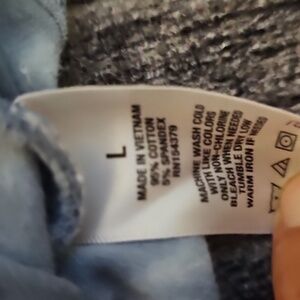 L
MADE IN VIETNAM
95% COTTON
5% SPANDEX
RN154379
MACHINE WASH COLD
WITH LIKE COLORS
ONLY NON-CHLORINE
BLEACH WHEN NEEDED
TUMBLE DRY LOW
WARM IRON IF NEEDED